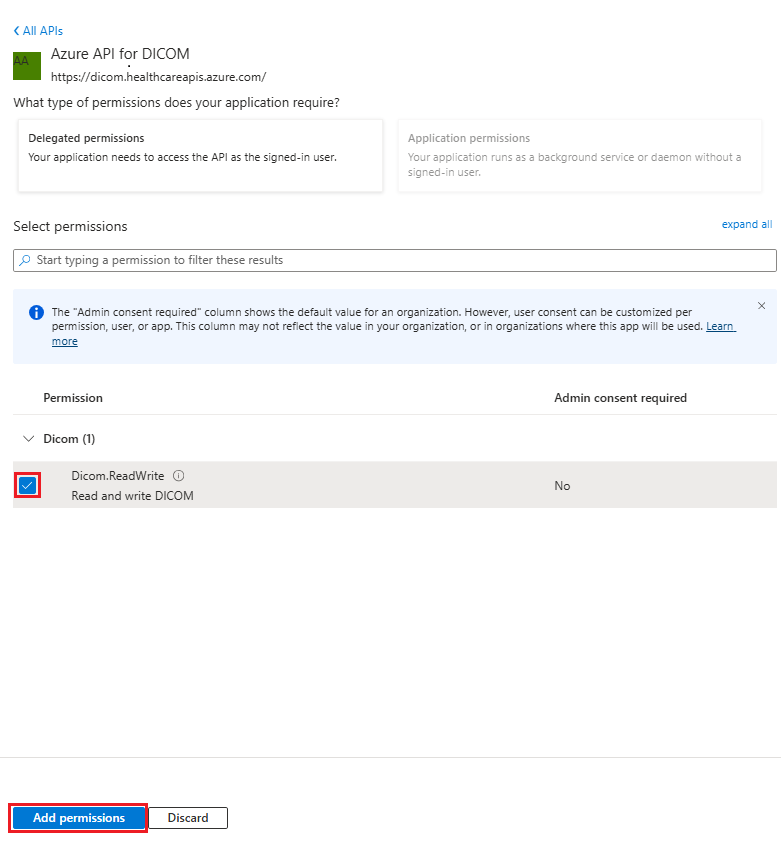 All APIs
AA
Azure API for DICOM
https://dicom.healthcareapis.azure.com/
What type of permissions does your application require?
Delegated permissions
Your application needs to access the API as the signed-in user.
Application permissions
Your application runs as a background service or daemon without a
signed-in user.
Select permissions
expand all
Start typing a permission to filter these results
The "Admin consent required" column shows the default value for an organization. However, user consent can be customized per
permission, user, or app. This column may not reflect the value in your organization, or in organizations where this app will be used. Learn
more
Permission
Admin consent required
Dicom (1)
Dicom.ReadWrite
Read and write DICOM
No
Add permissions
Discard